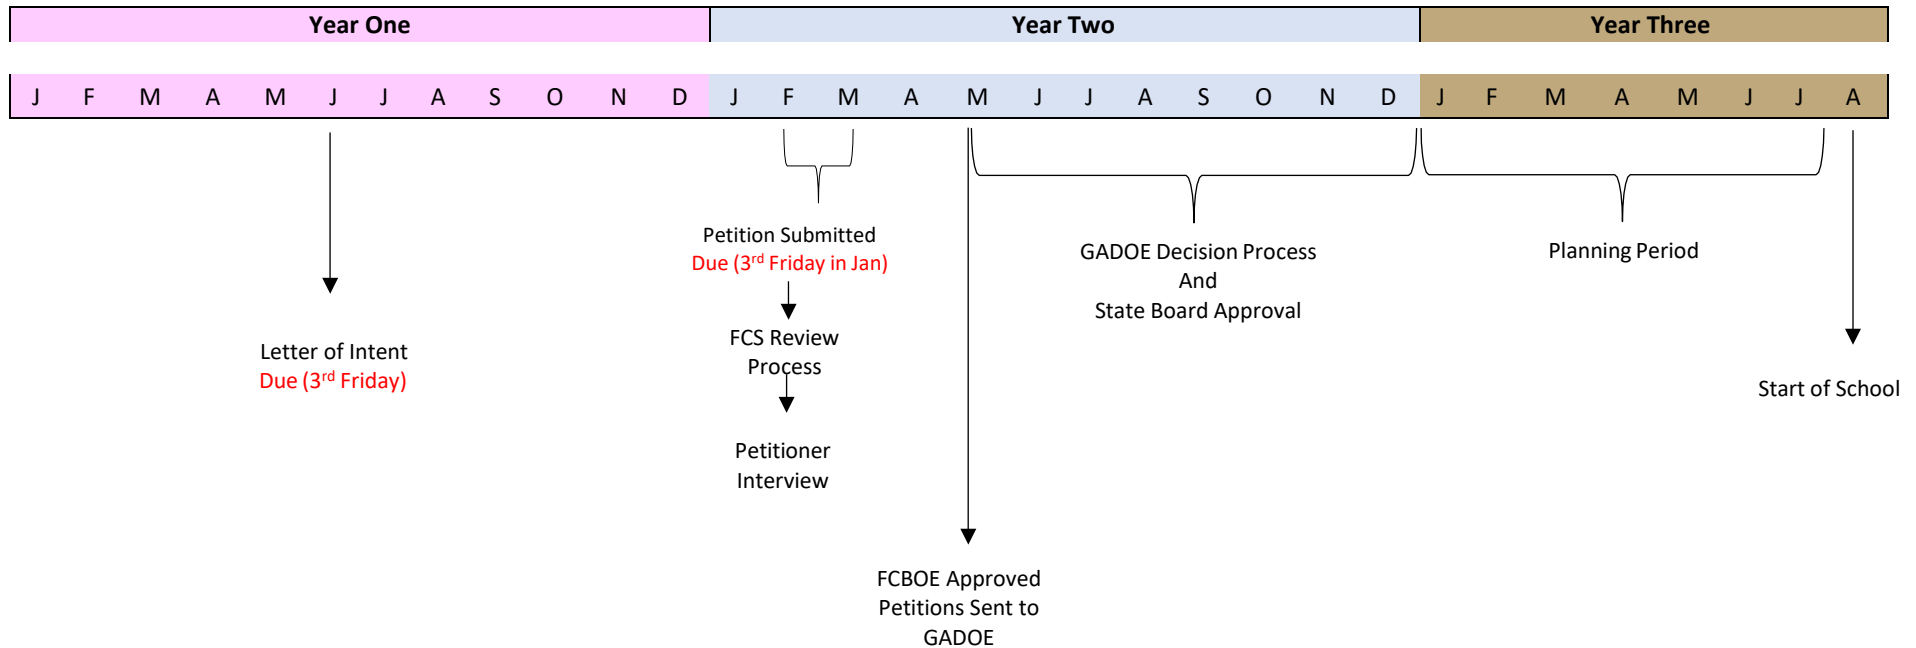 Year One Year Two Year Three
J F M A M J J A S O N D J F M A M J J A S O N D J F M A M J J A
Petition Submitted
Due (3rd Friday in Jan)
FCS Review
Process
Petitioner
Interview
GADOE Decision Process
And
State Board Approval
Planning Period
Letter of Intent
Due (3rd Friday)
Start of School
FCBOE Approved
Petitions Sent to
GADOE